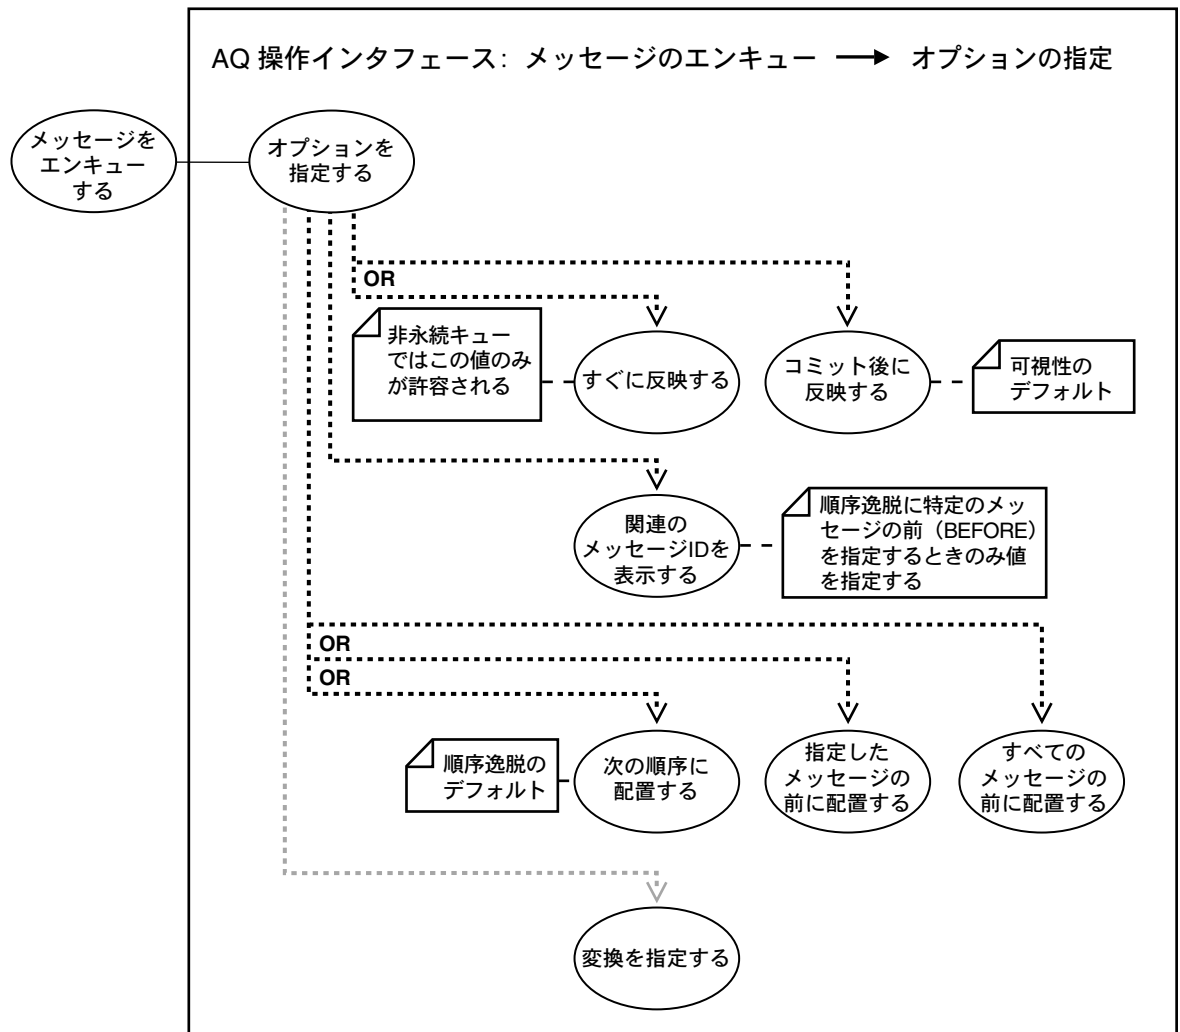 AQ 操作インタフェース： メッセージのエンキュー → オプションの指定
メッセージを
エンキュー
する
オプションを
指定する
OR
非永続キュー
ではこの値のみ
が許容される
すぐに反映する
コミット後に
反映する
可視性の
デフォルト
関連の
メッセージIDを
表示する
順序逸脱に特定のメッ
セージの前（BEFORE）
を指定するときのみ値
を指定する
OR
OR
順序逸脱の
デフォルト
次の順序に
配置する
指定した
メッセージの
前に配置する
すべての
メッセージの
前に配置する
変換を指定する